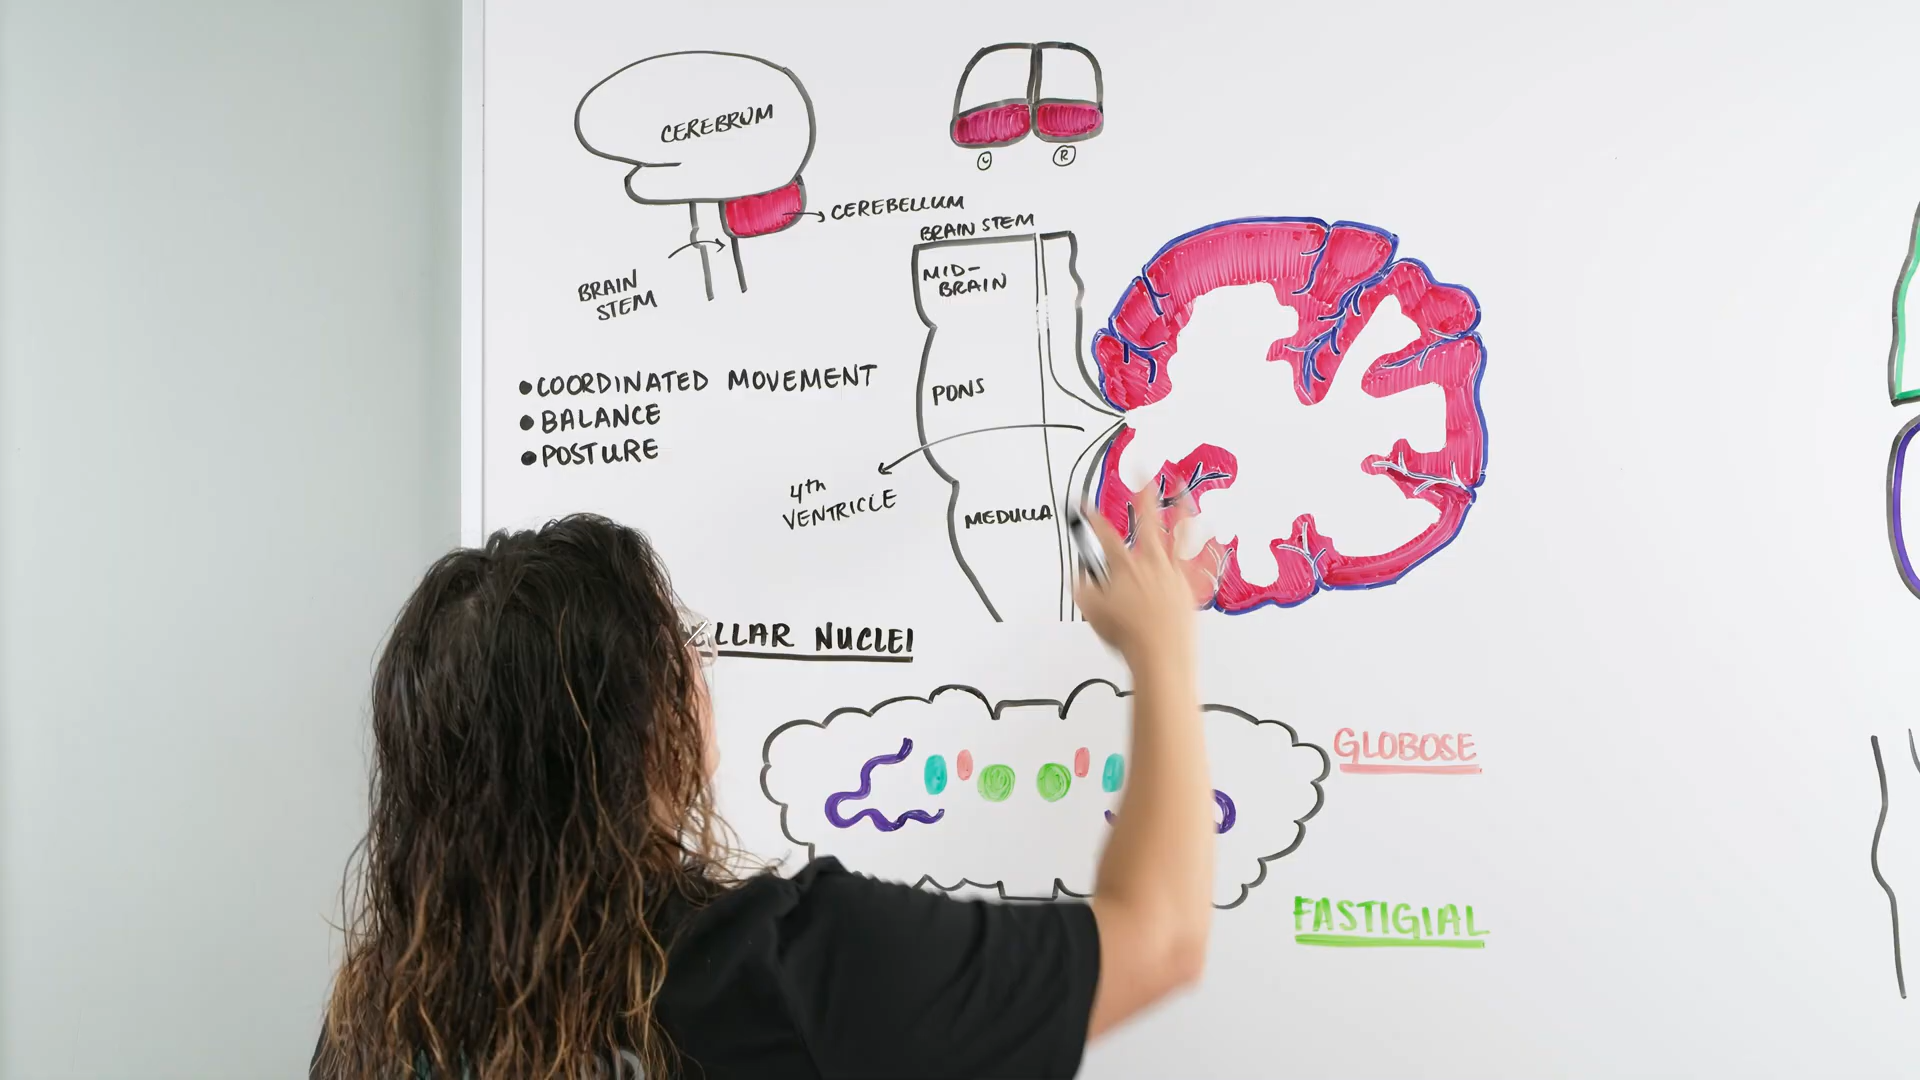 CEREBRUM
CEREBELLUM
BRAIN
STEM
L R
BRAIN STEM
MID-
BRAIN
PONS
MEDULLA
4th
VENTRICLE
• COORDINATED MOVEMENT
• BALANCE
• POSTURE
NUCLEI
GLOBOSE
FASTIGIAL